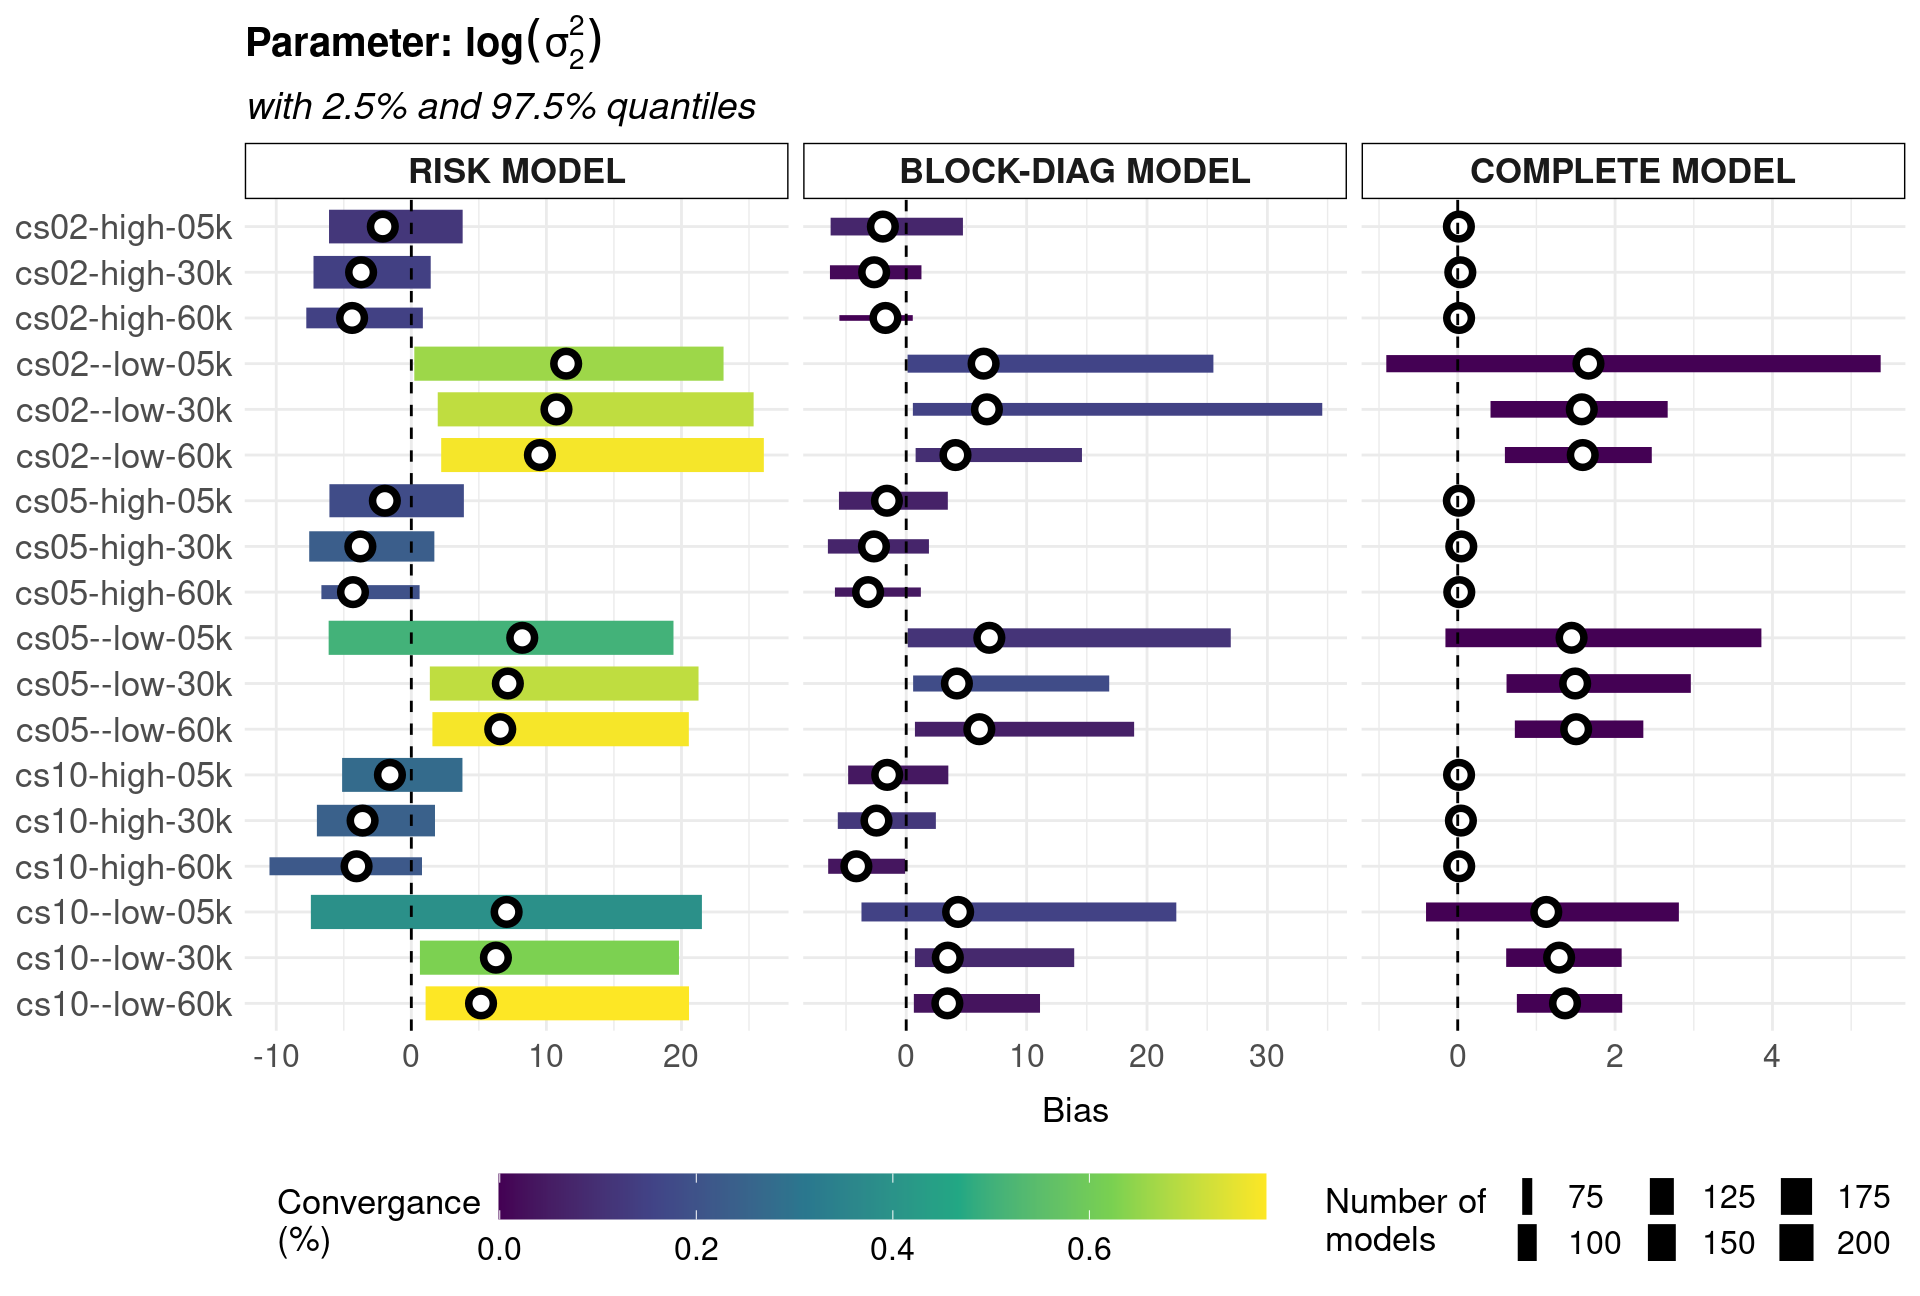 Parameter: log(σ₂²)
with 2.5% and 97.5% quantiles
RISK MODEL BLOCK-DIAG MODEL COMPLETE MODEL
cs02-high-05k
cs02-high-30k
cs02-high-60k
cs02--low-05k
cs02--low-30k
cs02--low-60k
cs05-high-05k
cs05-high-30k
cs05-high-60k
cs05--low-05k
cs05--low-30k
cs05--low-60k
cs10-high-05k
cs10-high-30k
cs10-high-60k
cs10--low-05k
cs10--low-30k
cs10--low-60k
-10 0 10 20 0 10 20 30 0 2 4
Bias
Convergance
(%)
0.0 0.2 0.4 0.6
Number of
models
75 125 175
100 150 200